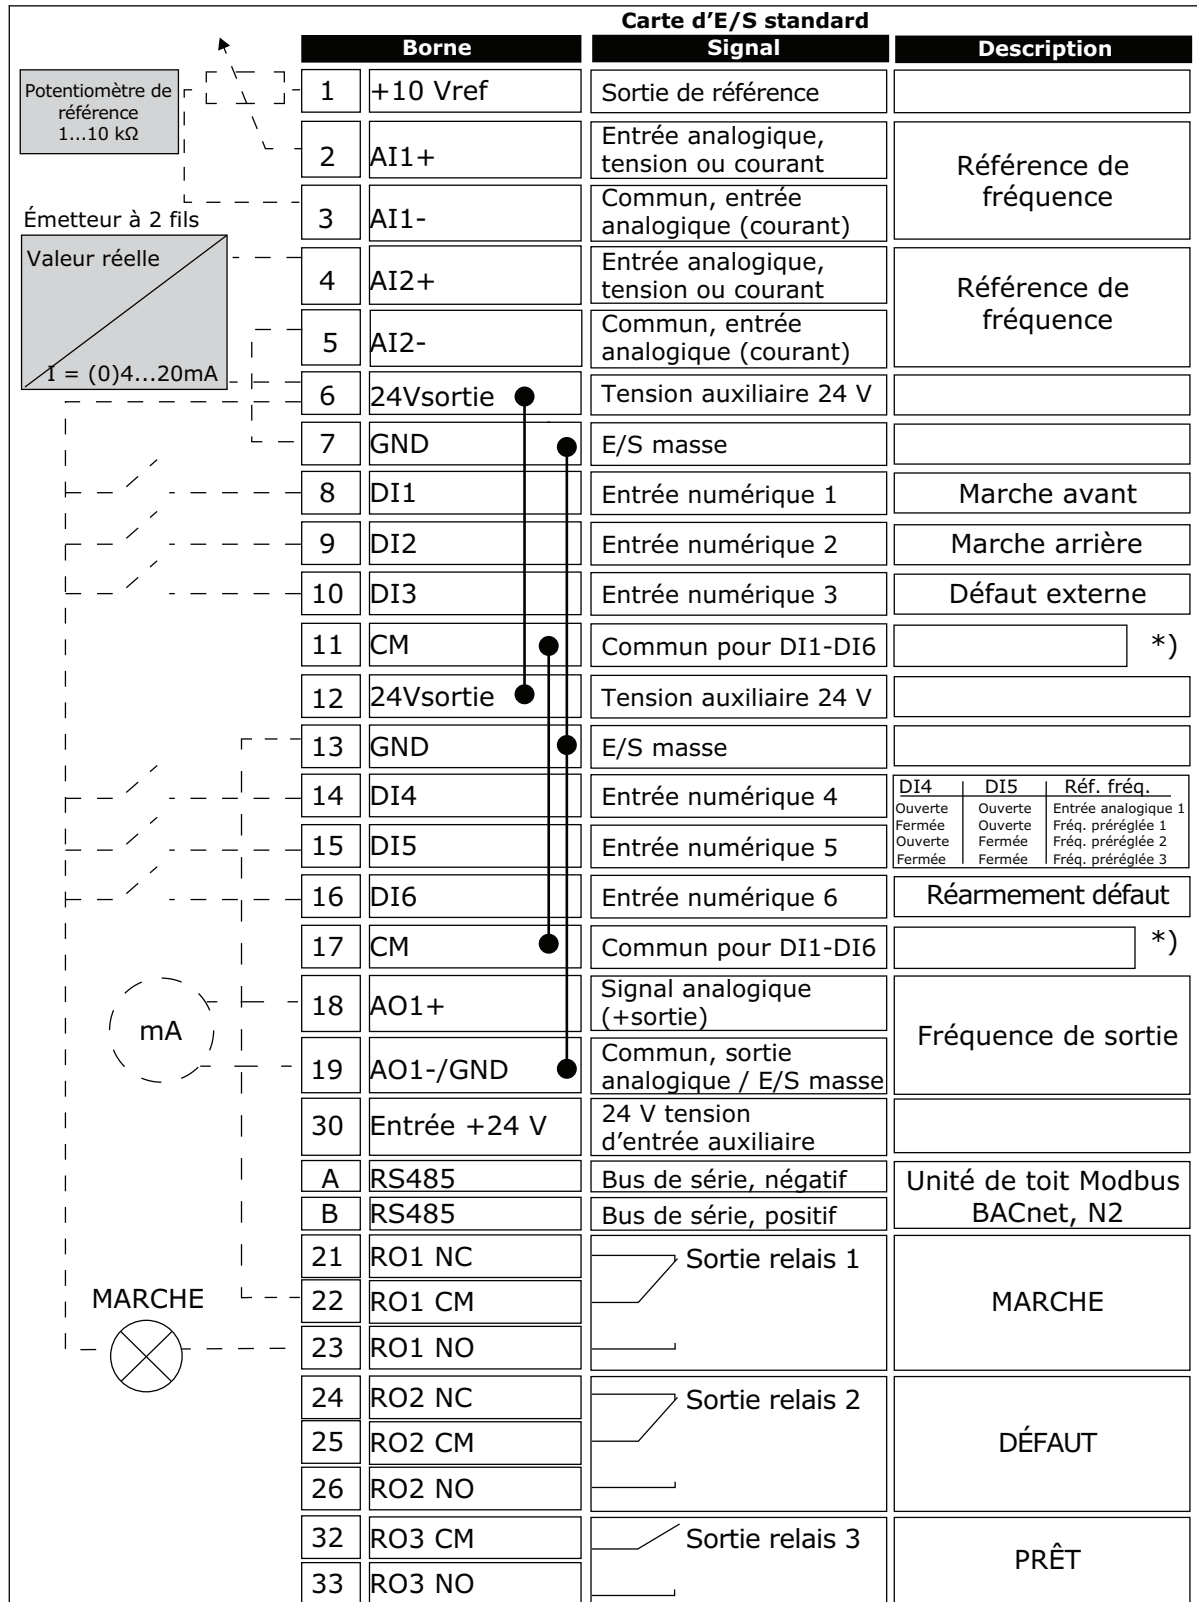 Carte d’E/S standard
Borne Signal Description
Potentiomètre de
référence
1...10 kΩ
1 +10 Vref Sortie de référence
2 AI1+ Entrée analogique,
tension ou courant
Référence de
fréquence
3 AI1- Commun, entrée
analogique (courant)
Émetteur à 2 fils
Valeur réelle
I = (0)4...20mA
4 AI2+ Entrée analogique,
tension ou courant
Référence de
fréquence
5 AI2- Commun, entrée
analogique (courant)
6 24Vsortie Tension auxiliaire 24 V
7 GND E/S masse
8 DI1 Entrée numérique 1 Marche avant
9 DI2 Entrée numérique 2 Marche arrière
10 DI3 Entrée numérique 3 Défaut externe
11 CM Commun pour DI1-DI6 *)
12 24Vsortie Tension auxiliaire 24 V
13 GND E/S masse
14 DI4 Entrée numérique 4
15 DI5 Entrée numérique 5
DI4 DI5 Réf. fréq.
Ouverte Ouverte Entrée analogique 1
Fermée Ouverte Fréq. préréglée 1
Ouverte Fermée Fréq. préréglée 2
Fermée Fermée Fréq. préréglée 3
16 DI6 Entrée numérique 6 Réarmement défaut
17 CM Commun pour DI1-DI6 *)
mA
18 AO1+ Signal analogique
(+sortie)
Fréquence de sortie
19 AO1-/GND Commun, sortie
analogique / E/S masse
30 Entrée +24 V 24 V tension
d’entrée auxiliaire
A RS485 Bus de série, négatif
B RS485 Bus de série, positif
Unité de toit Modbus
BACnet, N2
21 RO1 NC Sortie relais 1
MARCHE
22 RO1 CM MARCHE
23 RO1 NO
24 RO2 NC Sortie relais 2
25 RO2 CM DÉFAUT
26 RO2 NO
32 RO3 CM Sortie relais 3
PRÊT
33 RO3 NO